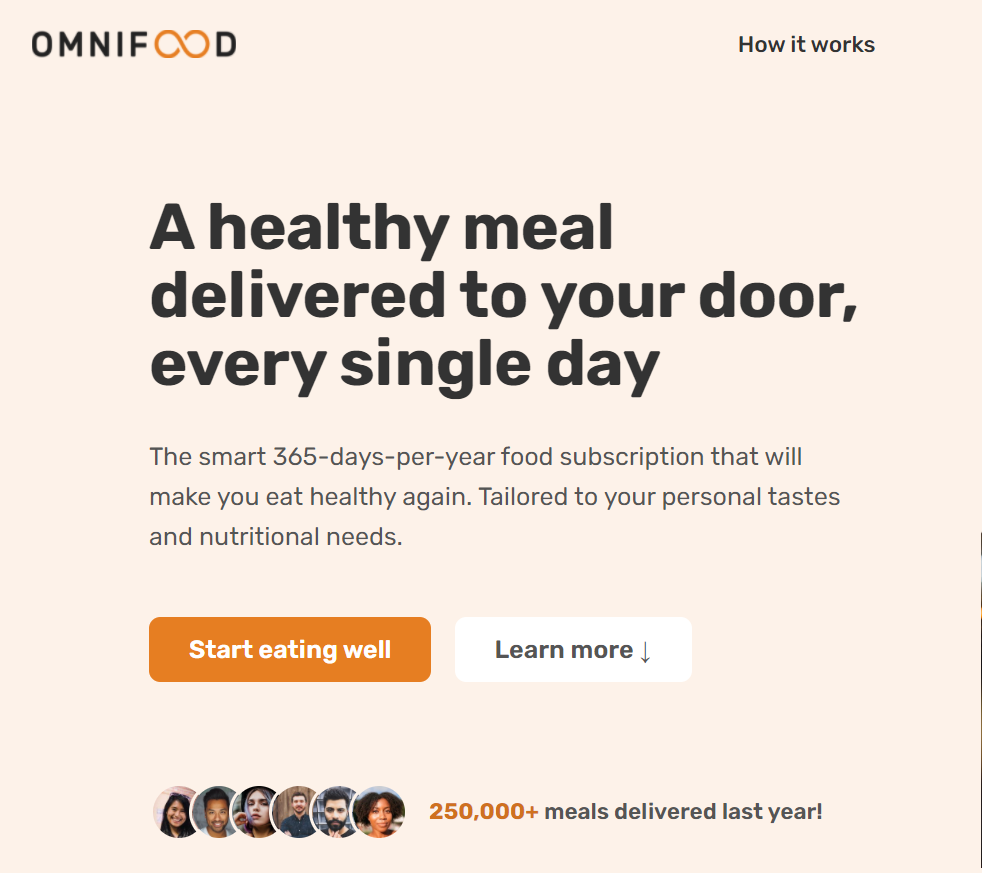 OMNIFOOD
How it works
A healthy meal
delivered to your door,
every single day
The smart 365-days-per-year food subscription that will
make you eat healthy again. Tailored to your personal tastes
and nutritional needs.
Start eating well
Learn more ↓
250,000+ meals delivered last year!